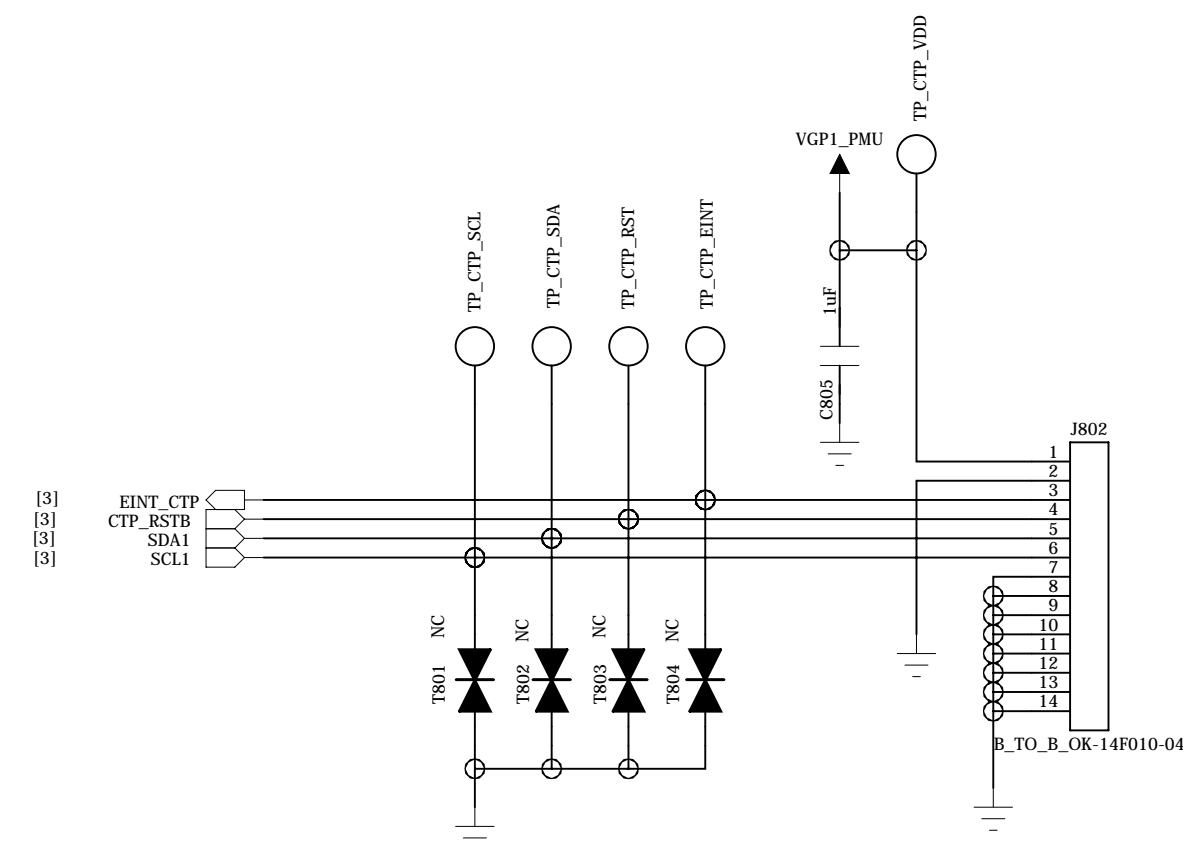 TP_CTP_VDD
VGP1_PMU
TP_CTP_SCL
TP_CTP_SDA
TP_CTP_RST
TP_CTP_EINT
1uF
C805
J802
1
2
3
4
5
6
7
8
9
10
11
12
13
14
[3] EINT_CTP
[3] CTP_RSTB
[3] SDA1
[3] SCL1
NC
T801
NC
T802
NC
T803
NC
T804
B_TO_B_OK-14F010-04